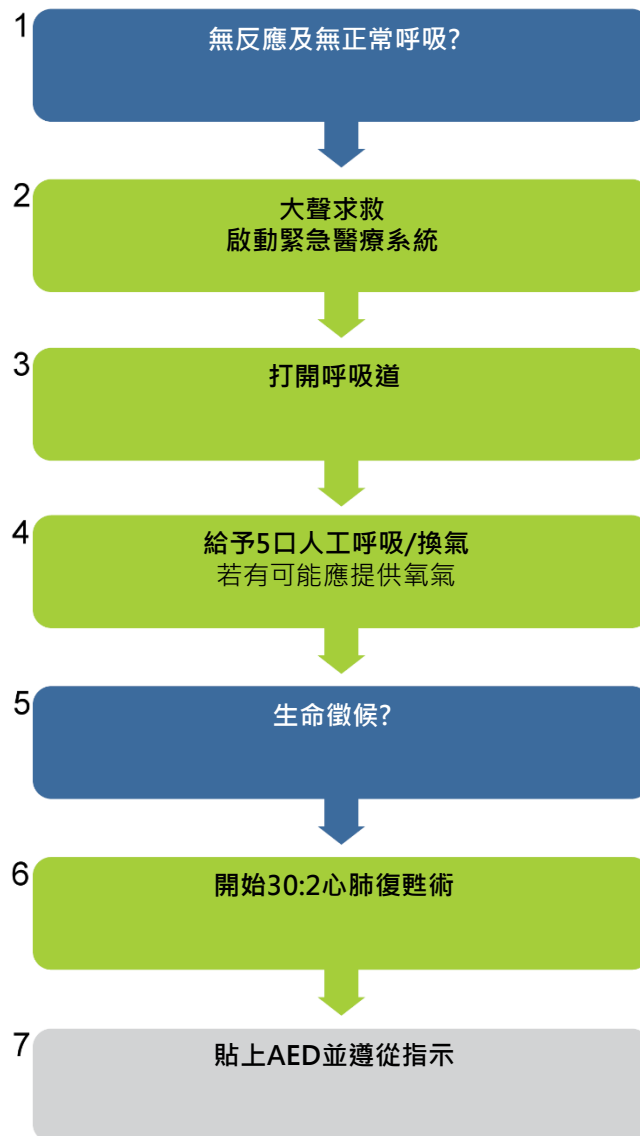 1
無反應及無正常呼吸?
2
大聲求救
啟動緊急醫療系統
3
打開呼吸道
4
給予5口人工呼吸/換氣
若有可能應提供氧氣
5
生命徵候?
6
開始30:2心肺復甦術
7
貼上AED並遵從指示